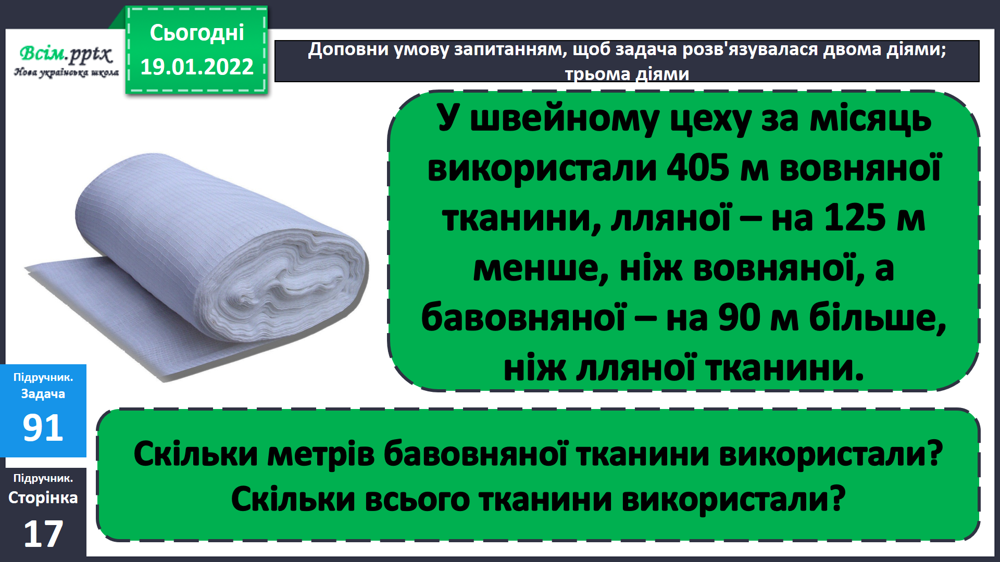 Всім.pptx
Нова українська школа
Сьогодні
19.01.2022
Доповни умову запитанням, щоб задача розв'язувалася двома діями;
трьома діями
У швейному цеху за місяць
використали 405 м вовняної
тканини, лляної – на 125 м
менше, ніж вовняної, а
бавовняної – на 90 м більше,
ніж лляної тканини.
Підручник.
Задача
91
Підручник.
Сторінка
17
Скільки метрів бавовняної тканини використали?
Скільки всього тканини використали?